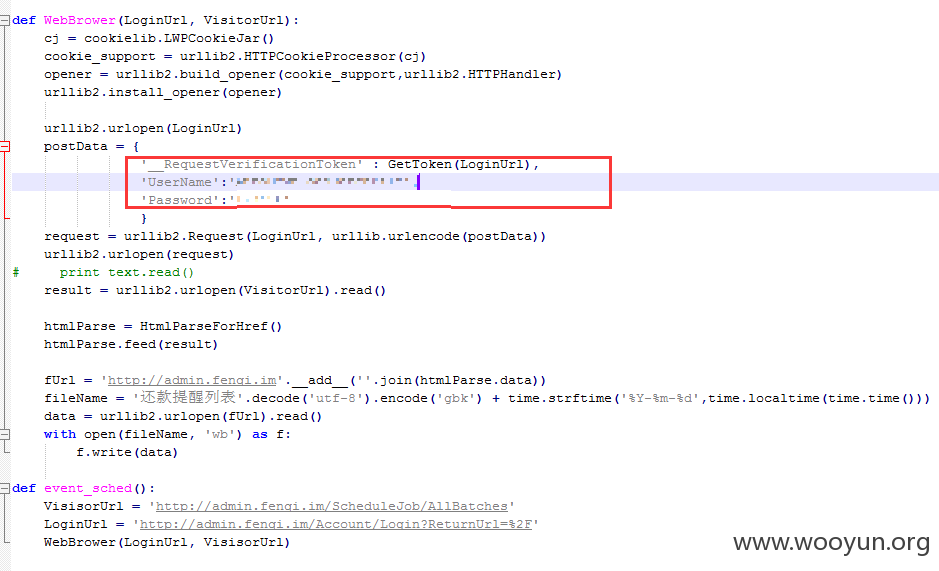 def WebBrower(LoginUrl, VisitorUrl):
cj = cookielib.LWPCookieJar()
cookie_support = urllib2.HTTPCookieProcessor(cj)
opener = urllib2.build_opener(cookie_support,urllib2.HTTPHandler)
urllib2.install_opener(opener)
urllib2.urlopen(LoginUrl)
postData = {
'__RequestVerificationToken' : GetToken(LoginUrl),
'UserName':'
'Password':'
}
request = urllib2.Request(LoginUrl, urllib.urlencode(postData))
urllib2.urlopen(request)
# print text.read()
result = urllib2.urlopen(VisitorUrl).read()
htmlParse = HtmlParseForHref()
htmlParse.feed(result)
fUrl = 'http://admin.fenqi.im'.__add__(''.join(htmlParse.data))
fileName = '还款提醒列表'.decode('utf-8').encode('gbk') + time.strftime('%Y-%m-%d',time.localtime(time.time()))
data = urllib2.urlopen(fUrl).read()
with open(fileName, 'wb') as f:
f.write(data)
def event_sched():
VisisorUrl = 'http://admin.fenqi.im/ScheduleJob/AllBatches'
LoginUrl = 'http://admin.fenqi.im/Account/Login?ReturnUrl=%2F'
WebBrower(LoginUrl, VisisorUrl)
www.wooyun.org